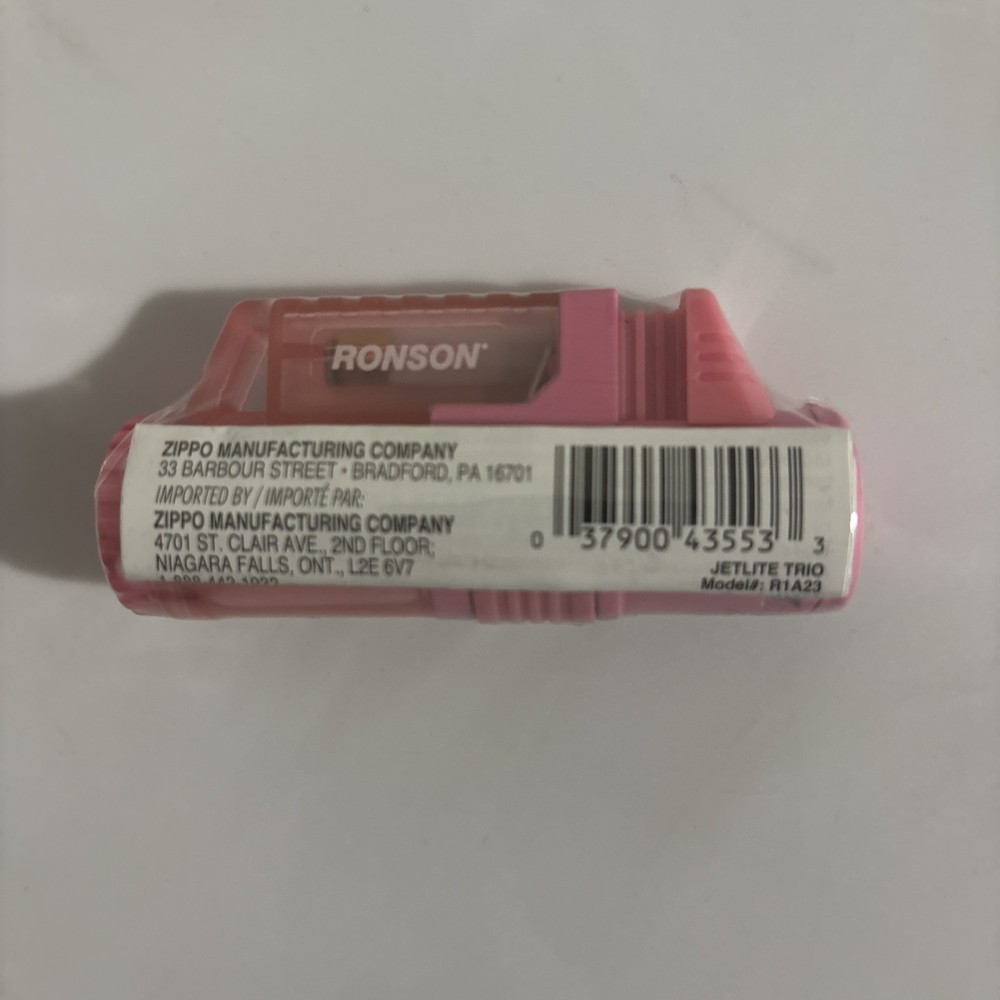 RONSON
ZIPPO MANUFACTURING COMPANY
33 BARBOUR STREET • BRADFORD, PA 16701
IMPORTED BY / IMPORTÉ PAR:
ZIPPO MANUFACTURING COMPANY
4701 ST. CLAIR AVE., 2ND FLOOR;
NIAGARA FALLS, ONT., L2E 6V7
0 37900 43553 3
JETLITE TRIO
Model#: R1A23